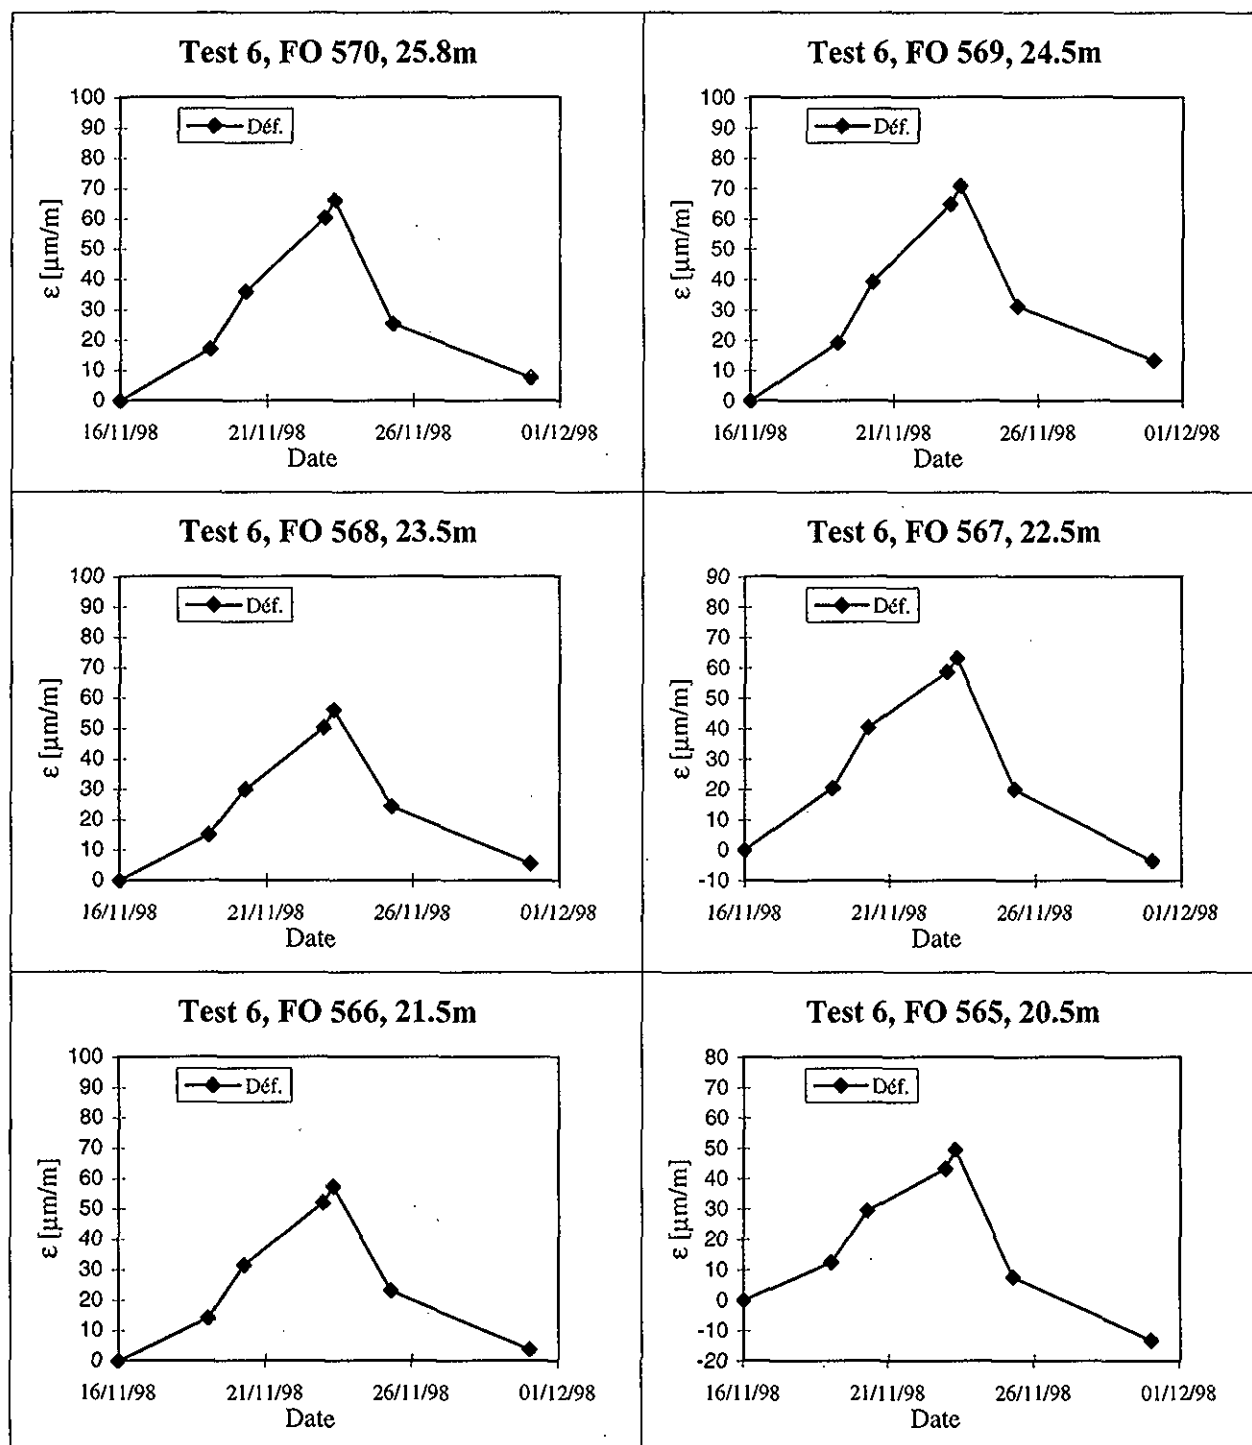 Test 6, FO 570, 25.8m
100
90
80
70
60
50
40
30
20
10
0
ε [µm/m]
Déf.
16/11/98 21/11/98 26/11/98 01/12/98
Date
Test 6, FO 569, 24.5m
100
90
80
70
60
50
40
30
20
10
0
ε [µm/m]
Déf.
16/11/98 21/11/98 26/11/98 01/12/98
Date
Test 6, FO 568, 23.5m
100
90
80
70
60
50
40
30
20
10
0
ε [µm/m]
Déf.
16/11/98 21/11/98 26/11/98 01/12/98
Date
Test 6, FO 567, 22.5m
90
80
70
60
50
40
30
20
10
0
-10
ε [µm/m]
Déf.
16/11/98 21/11/98 26/11/98 01/12/98
Date
Test 6, FO 566, 21.5m
100
90
80
70
60
50
40
30
20
10
0
ε [µm/m]
Déf.
16/11/98 21/11/98 26/11/98 01/12/98
Date
Test 6, FO 565, 20.5m
80
70
60
50
40
30
20
10
0
-10
-20
ε [µm/m]
Déf.
16/11/98 21/11/98 26/11/98 01/12/98
Date